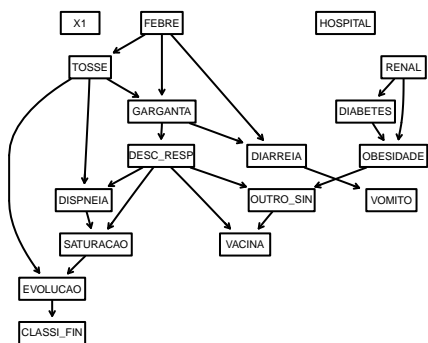 X1
FEBRE
HOSPITAL
TOSSE
RENAL
GARGANTA
DIABETES
DESC_RESP
DIARREIA
OBESIDADE
DISPNEIA
OUTRO_SIN
VOMITO
SATURACAO
VACINA
EVOLUCAO
CLASSI_FIN